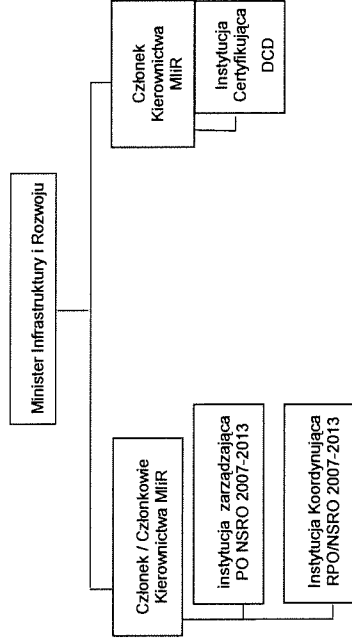 Minister Infrastruktury i Rozwoju
Członek / Członkowie
Kierownictwa MIiR
instytucja zarządzająca
PO NSRO 2007-2013
Instytucja Koordynująca
RPO/NSRO 2007-2013
Członek
Kierownictwa
MIiR
Instytucja
Certyfikująca
DCD